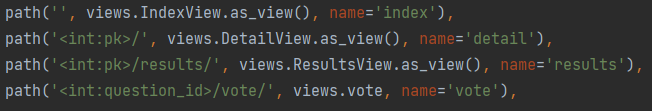 path('', views.IndexView.as_view(), name='index'),
path('<int:pk>/', views.DetailView.as_view(), name='detail'),
path('<int:pk>/results/', views.ResultsView.as_view(), name='results'),
path('<int:question_id>/vote/', views.vote, name='vote'),